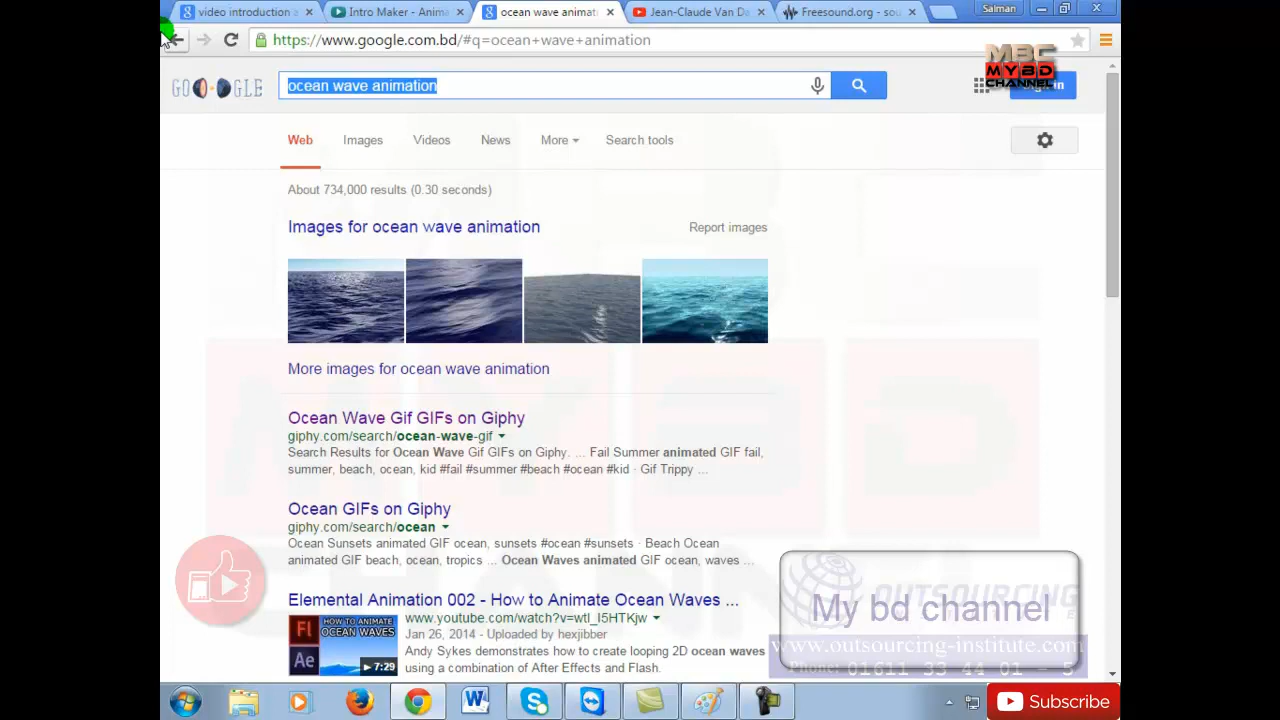 video introduction a
Intro Maker - Anima
ocean wave animat
Jean-Claude Van Da
Freesound.org - sou
Salman
https://www.google.com.bd/#q=ocean+wave+animation
MBC
MYBD
CHANNEL
GOOGLE
ocean wave animation
Web
Images
Videos
News
More
Search tools
About 734,000 results (0.30 seconds)
Images for ocean wave animation
Report images
More images for ocean wave animation
Ocean Wave Gif GIFs on Giphy
giphy.com/search/ocean-wave-gif
Search Results for Ocean Wave Gif GIFs on Giphy. ... Fail Summer animated GIF fail,
summer, beach, ocean, kid #fail #summer #beach #ocean #kid · Gif Trippy ...
Ocean GIFs on Giphy
giphy.com/search/ocean
Ocean Sunsets animated GIF ocean, sunsets #ocean #sunsets · Beach Ocean
animated GIF beach, ocean, tropics ... Ocean Waves animated GIF ocean, waves ...
Elemental Animation 002 - How to Animate Ocean Waves ...
www.youtube.com/watch?v=wtl_I5HTKjw
Jan 26, 2014 - Uploaded by hexjibber
Andy Sykes demonstrates how to create looping 2D ocean waves
using a combination of After Effects and Flash.
Fl
Ae
HOW TO ANIMATE
OCEAN WAVES
7:29
OUTSOURCING
My bd channel
www.outsourcing-institute.com
Phone: 01611 33 44 01 - 5
Subscribe